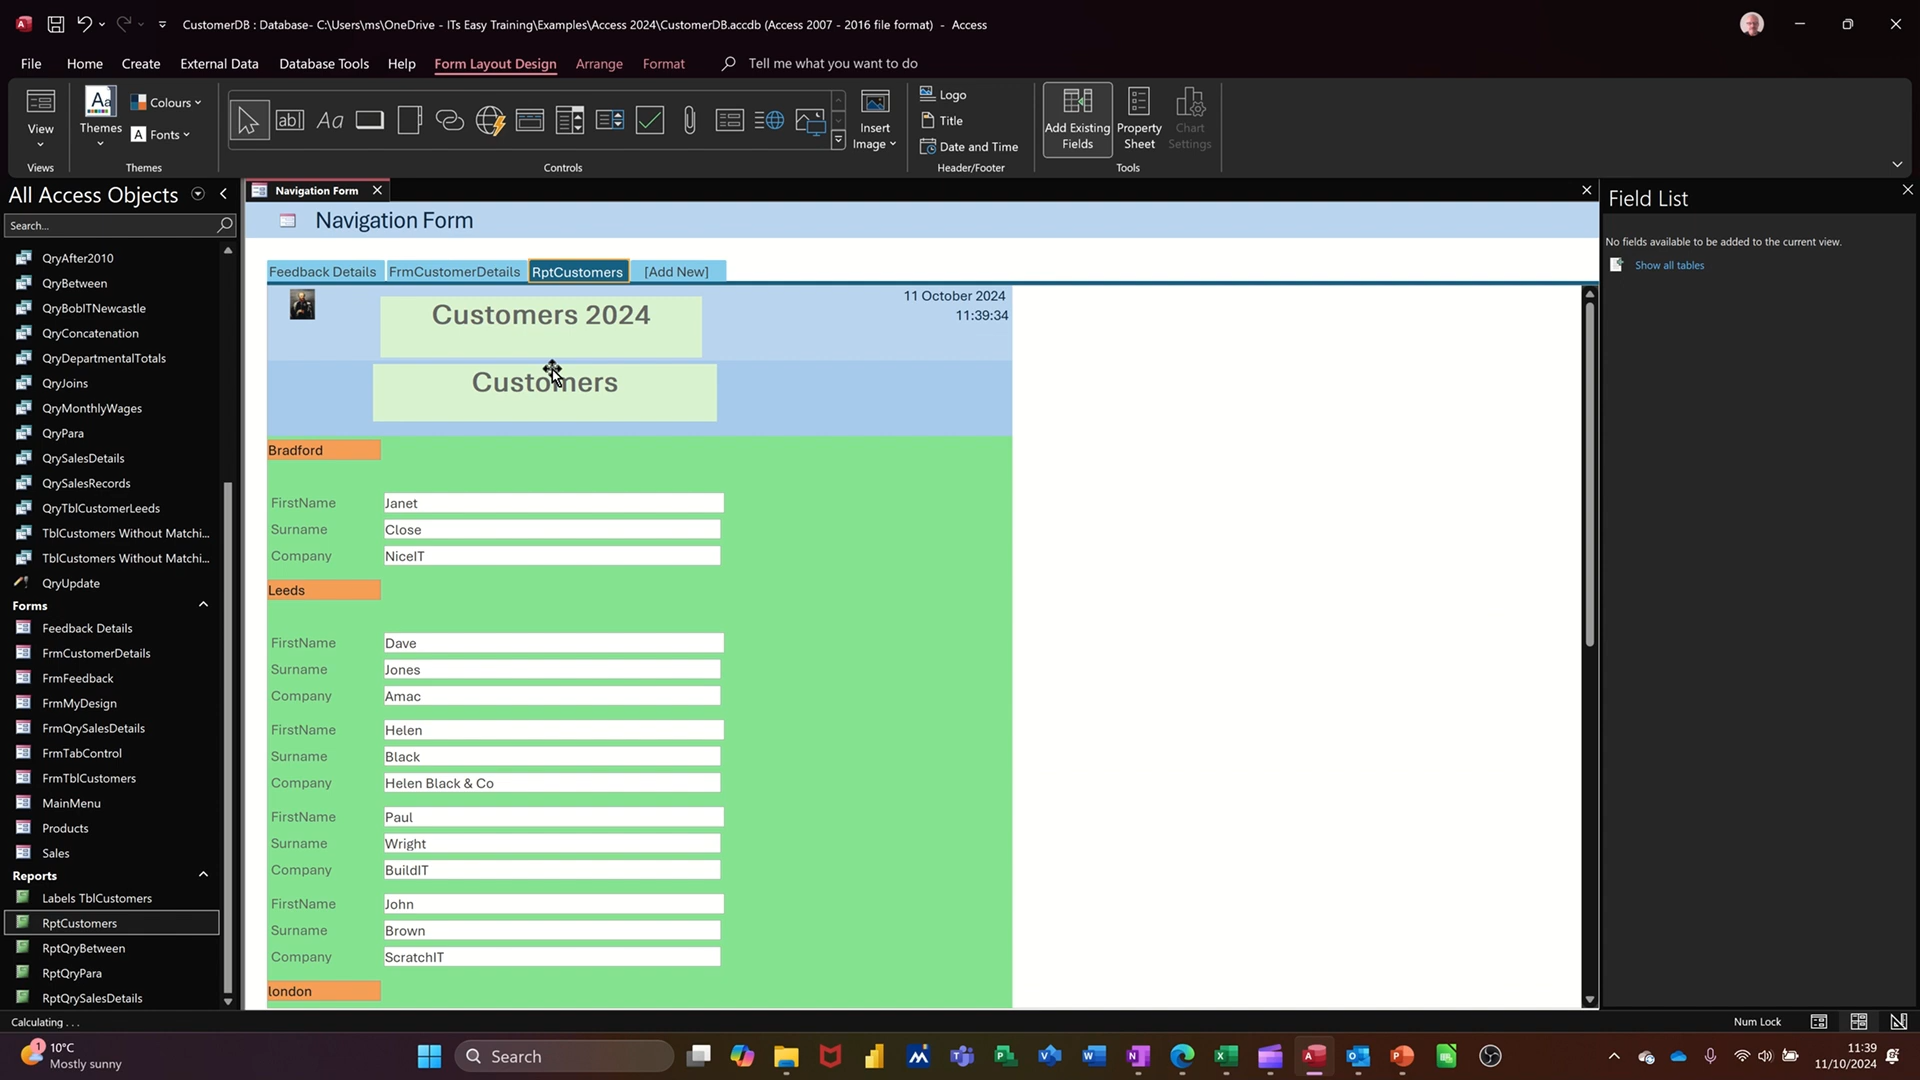 CustomerDB : Database- C:\Users\ms\OneDrive - ITs Easy Training\Examples\Access 2024\CustomerDB.accdb (Access 2007 - 2016 file format) - Access
File Home Create External Data Database Tools Help Form Layout Design Arrange Format Tell me what you want to do
View
Views
Themes
Colours
Fonts
Themes
ab
Aa
Controls
Insert
Image
Logo
Title
Date and Time
Header/Footer
Add Existing
Fields
Property
Sheet
Chart
Settings
Tools
All Access Objects
Search...
QryAfter2010
QryBetween
QryBobITNewcastle
QryConcatenation
QryDepartmentalTotals
QryJoins
QryMonthlyWages
QryPara
QrySalesDetails
QrySalesRecords
QryTblCustomerLeeds
TblCustomers Without Matchi...
TblCustomers Without Matchi...
QryUpdate
Forms
Feedback Details
FrmCustomerDetails
FrmFeedback
FrmMyDesign
FrmQrySalesDetails
FrmTabControl
FrmTblCustomers
MainMenu
Products
Sales
Reports
Labels TblCustomers
RptCustomers
RptQryBetween
RptQryPara
RptQrySalesDetails
Navigation Form
Navigation Form
Feedback Details FrmCustomerDetails RptCustomers [Add New]
Customers 2024
11 October 2024
11:39:34
Customers
Bradford
FirstName Janet
Surname Close
Company NiceIT
Leeds
FirstName Dave
Surname Jones
Company Amac
FirstName Helen
Surname Black
Company Helen Black & Co
FirstName Paul
Surname Wright
Company BuildIT
FirstName John
Surname Brown
Company ScratchIT
london
Field List
No fields available to be added to the current view.
Show all tables
Calculating . . .
Num Lock
1
10°C
Mostly sunny
Search
11:39
11/10/2024